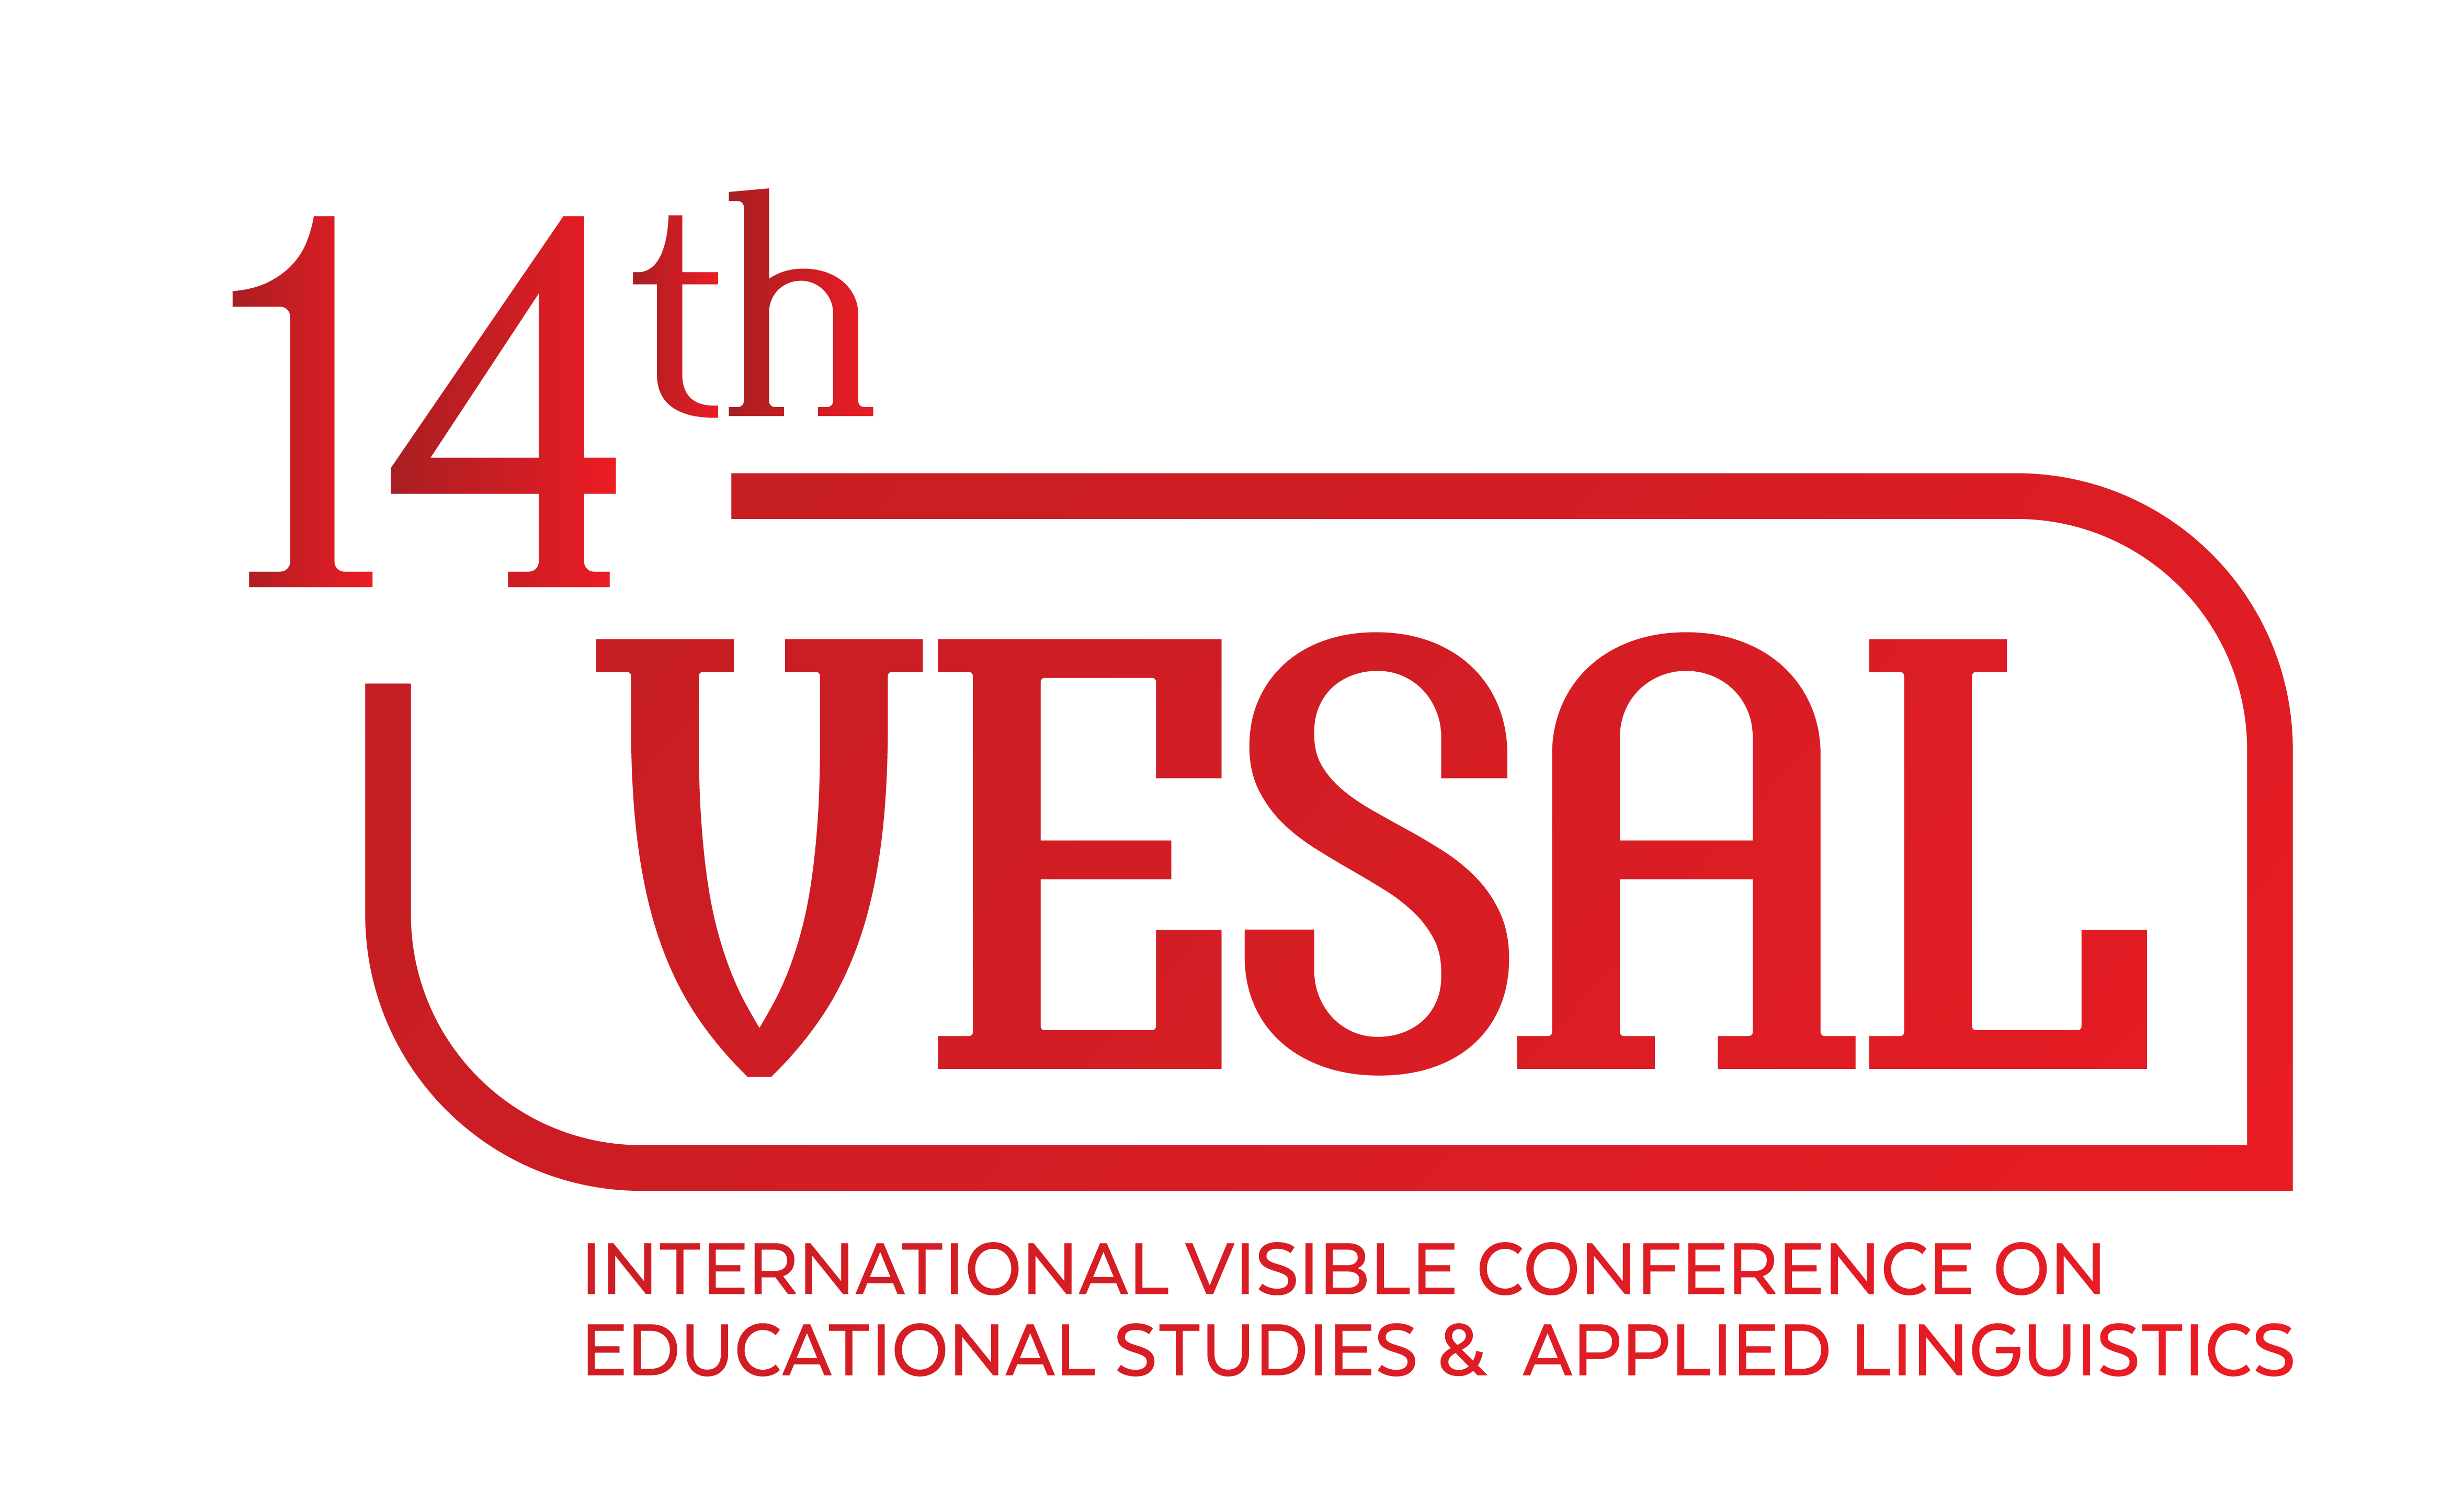 14th
VESAL
INTERNATIONAL VISIBLE CONFERENCE ON
EDUCATIONAL STUDIES & APPLIED LINGUISTICS